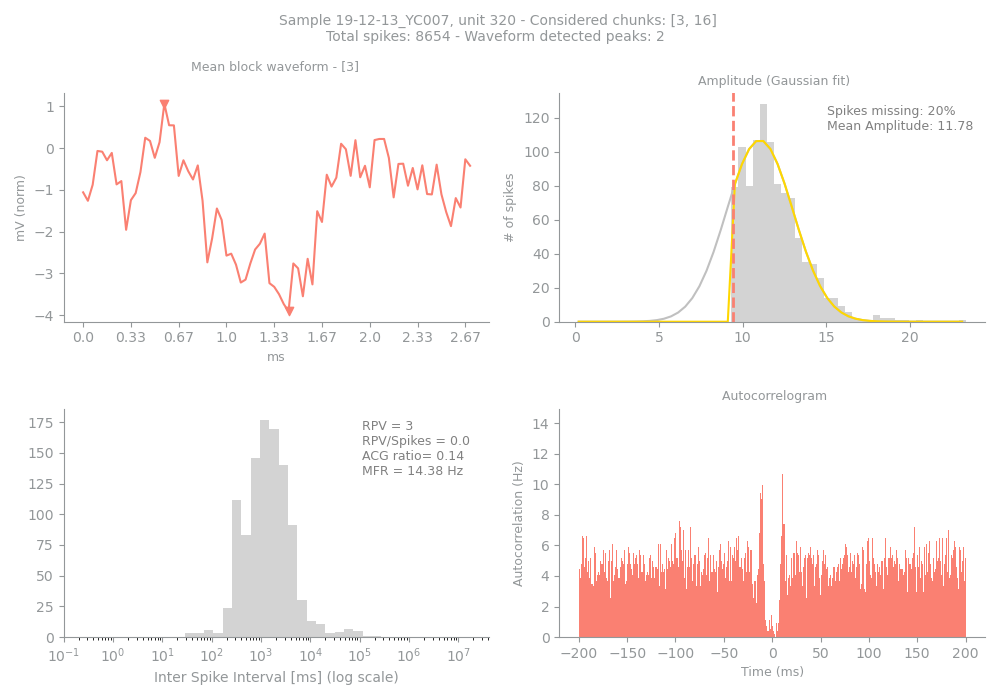 Sample 19-12-13_YC007, unit 320 - Considered chunks: [3, 16]
Total spikes: 8654 - Waveform detected peaks: 2
Mean block waveform - [3]
1
0
−1
−2
−3
−4
mV (norm)
0.0 0.33 0.67 1.0 1.33 1.67 2.0 2.33 2.67
ms
Amplitude (Gaussian fit)
Spikes missing: 20%
Mean Amplitude: 11.78
120
100
80
60
40
20
0
# of spikes
0 5 10 15 20
175
150
125
100
75
50
25
0
RPV = 3
RPV/Spikes = 0.0
ACG ratio= 0.14
MFR = 14.38 Hz
10⁻¹ 10⁰ 10¹ 10² 10³ 10⁴ 10⁵ 10⁶ 10⁷
Inter Spike Interval [ms] (log scale)
Autocorrelogram
14
12
10
8
6
4
2
0
Autocorrelation (Hz)
−200 −150 −100 −50 0 50 100 150 200
Time (ms)